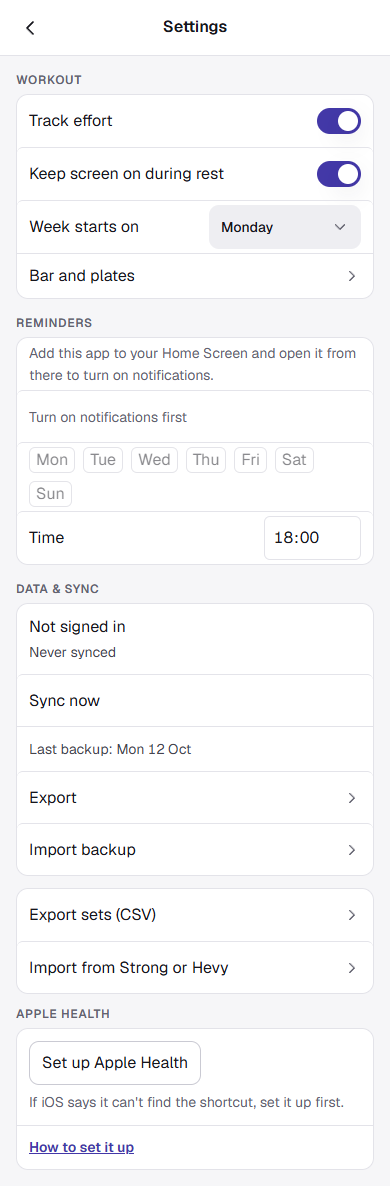 Settings
WORKOUT
Track effort
Keep screen on during rest
Week starts on
Monday
Bar and plates
REMINDERS
Add this app to your Home Screen and open it from
there to turn on notifications.
Turn on notifications first
Mon Tue Wed Thu Fri Sat
Sun
Time
18:00
DATA & SYNC
Not signed in
Never synced
Sync now
Last backup: Mon 12 Oct
Export
Import backup
Export sets (CSV)
Import from Strong or Hevy
APPLE HEALTH
Set up Apple Health
If iOS says it can't find the shortcut, set it up first.
How to set it up